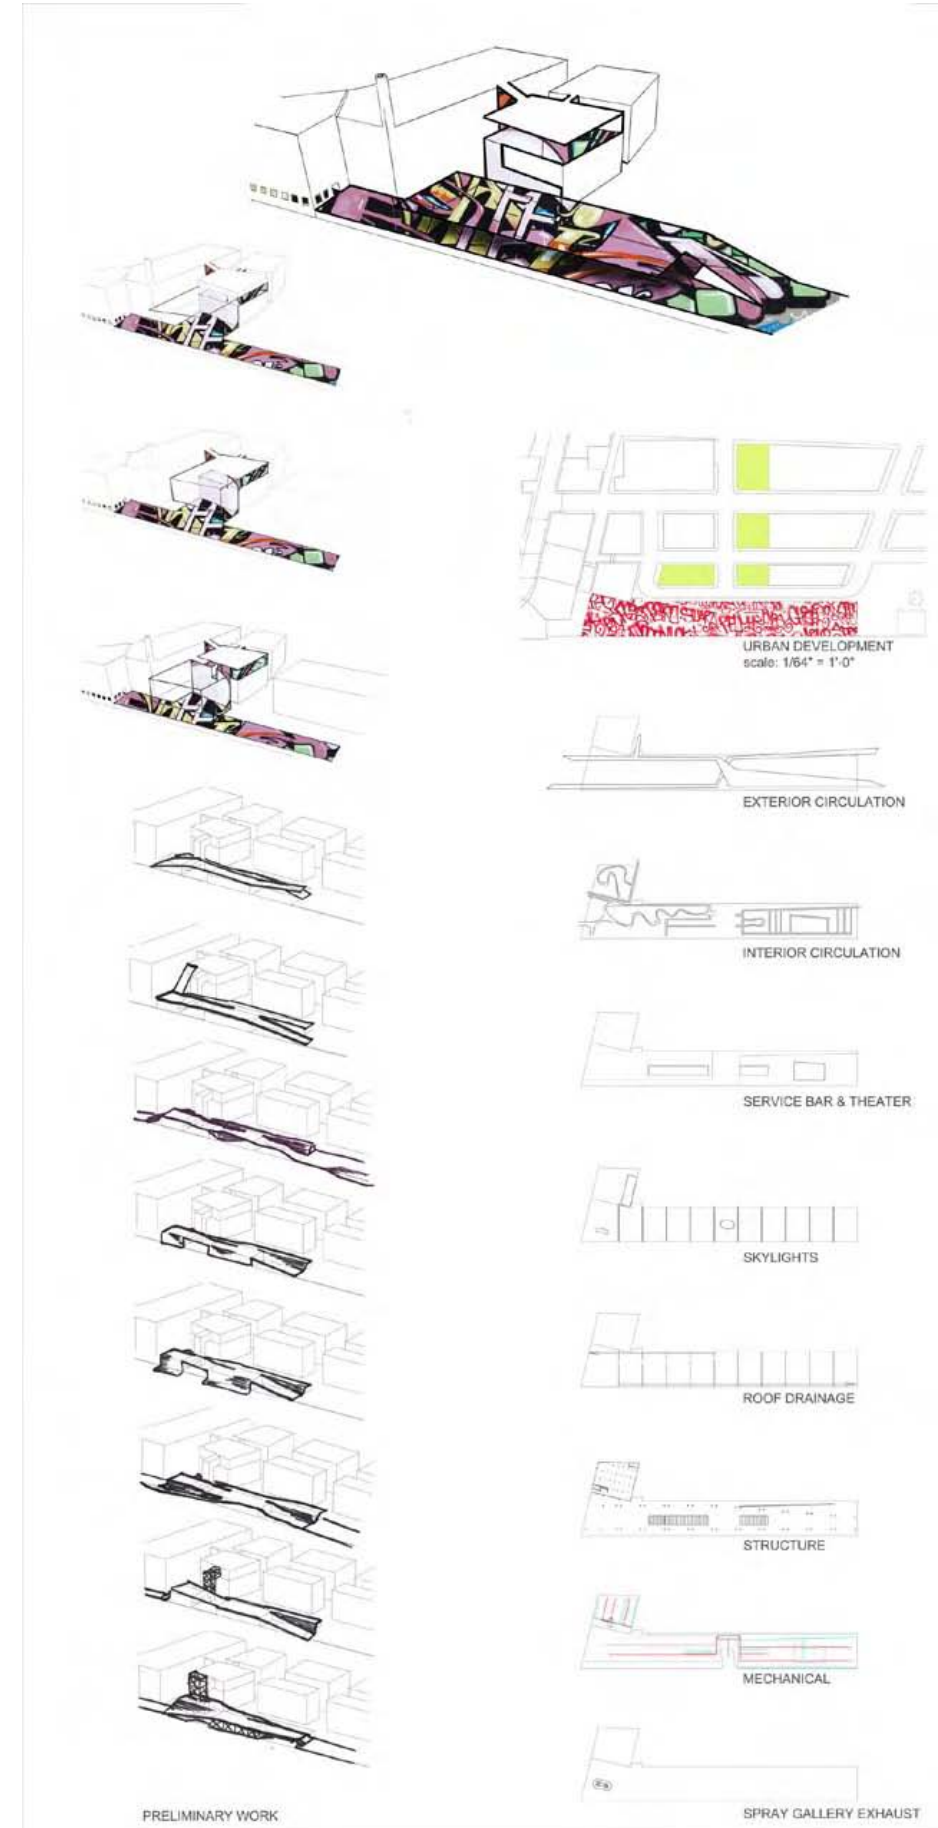 URBAN DEVELOPMENT
scale: 1/64" = 1'-0"
EXTERIOR CIRCULATION
INTERIOR CIRCULATION
SERVICE BAR & THEATER
SKYLIGHTS
ROOF DRAINAGE
STRUCTURE
MECHANICAL
PRELIMINARY WORK
SPRAY GALLERY EXHAUST